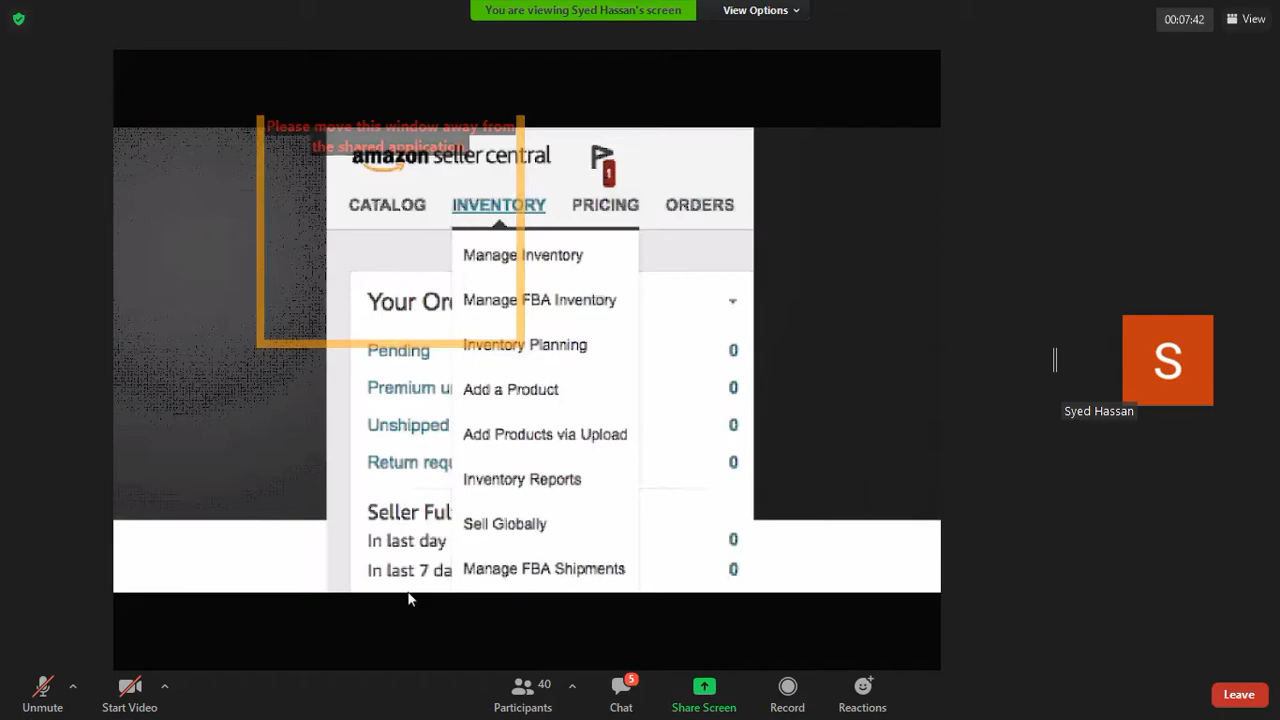 You are viewing Syed Hassan's screen
View Options
00:07:42
View
Please move this window away from
the shared application.
amazon seller central
1
CATALOG INVENTORY PRICING ORDERS
Manage Inventory
Your Ord
Manage FBA Inventory
Pending
Inventory Planning
0
Premium u
Add a Product
0
Unshipped
Add Products via Upload
0
Return requ
Inventory Reports
0
Seller Ful
Sell Globally
In last day
0
In last 7 da
Manage FBA Shipments
0
S
Syed Hassan
Unmute
Start Video
40
Participants
5
Chat
Share Screen
Record
Reactions
Leave